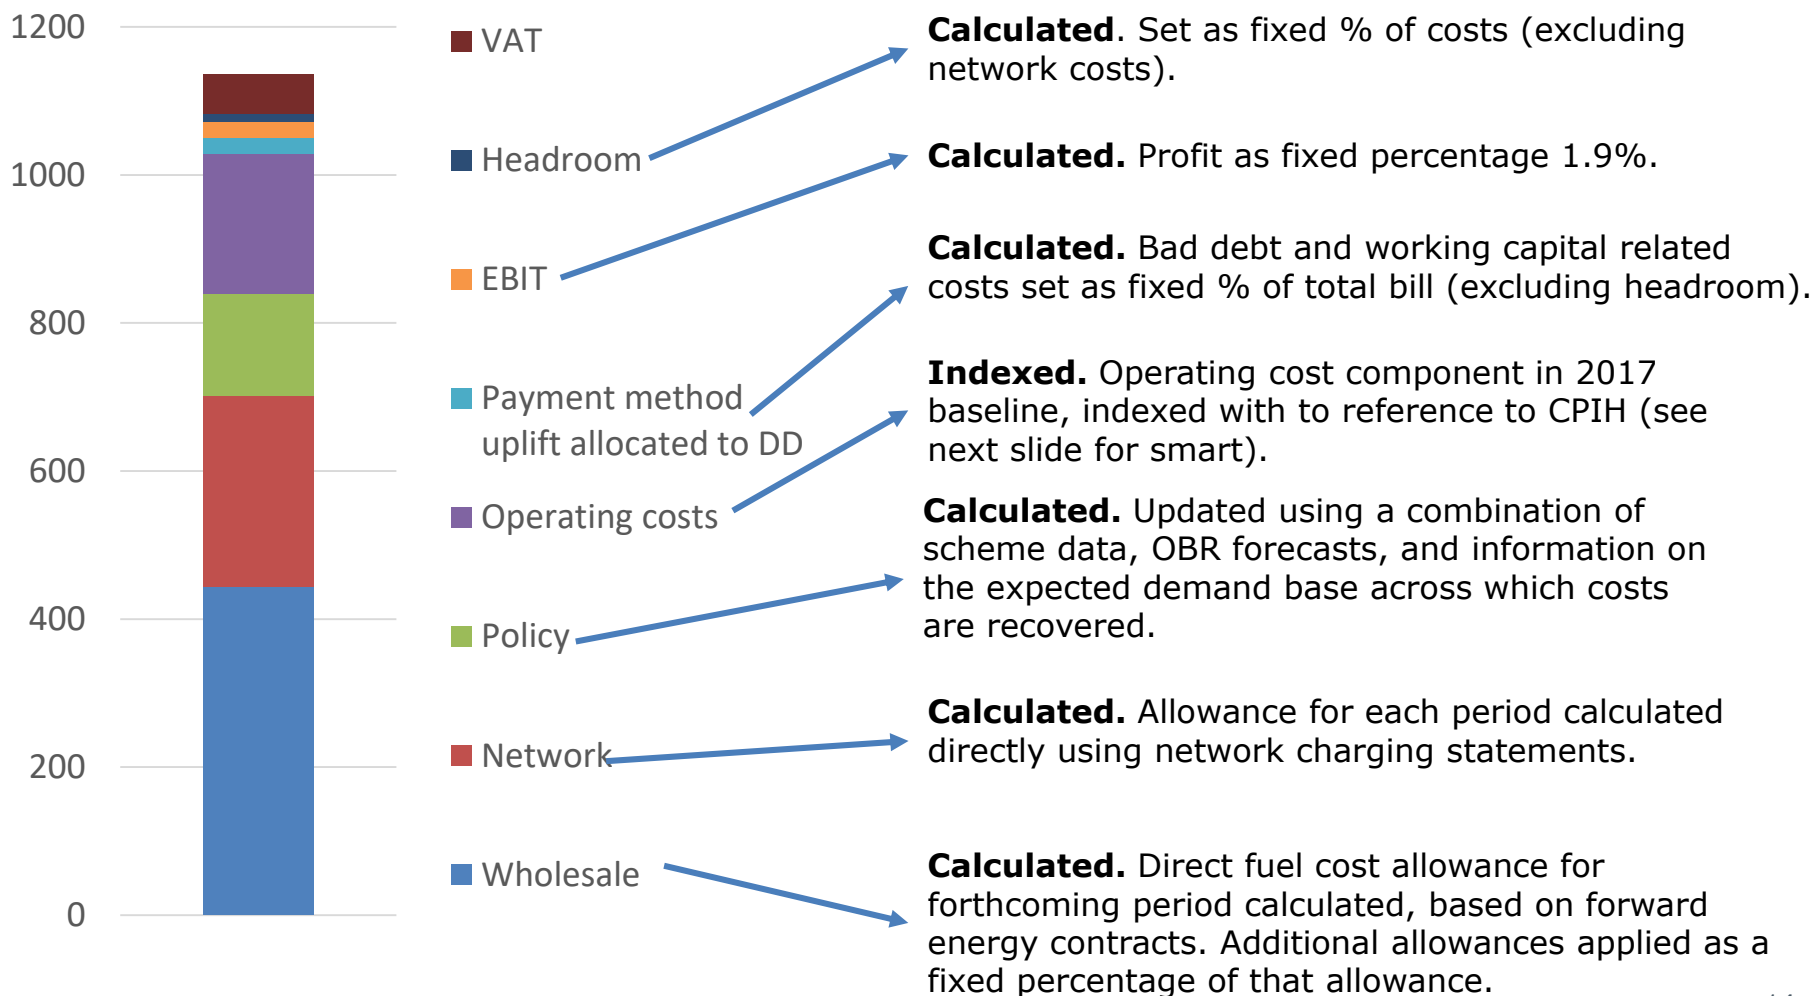 1200
1000
800
600
400
200
0
VAT
Headroom
EBIT
Payment method
uplift allocated to DD
Operating costs
Policy
Network
Wholesale
Calculated. Set as fixed % of costs (excluding
network costs).
Calculated. Profit as fixed percentage 1.9%.
Calculated. Bad debt and working capital related
costs set as fixed % of total bill (excluding headroom).
Indexed. Operating cost component in 2017
baseline, indexed with to reference to CPIH (see
next slide for smart).
Calculated. Updated using a combination of
scheme data, OBR forecasts, and information on
the expected demand base across which costs
are recovered.
Calculated. Allowance for each period calculated
directly using network charging statements.
Calculated. Direct fuel cost allowance for
forthcoming period calculated, based on forward
energy contracts. Additional allowances applied as a
fixed percentage of that allowance.